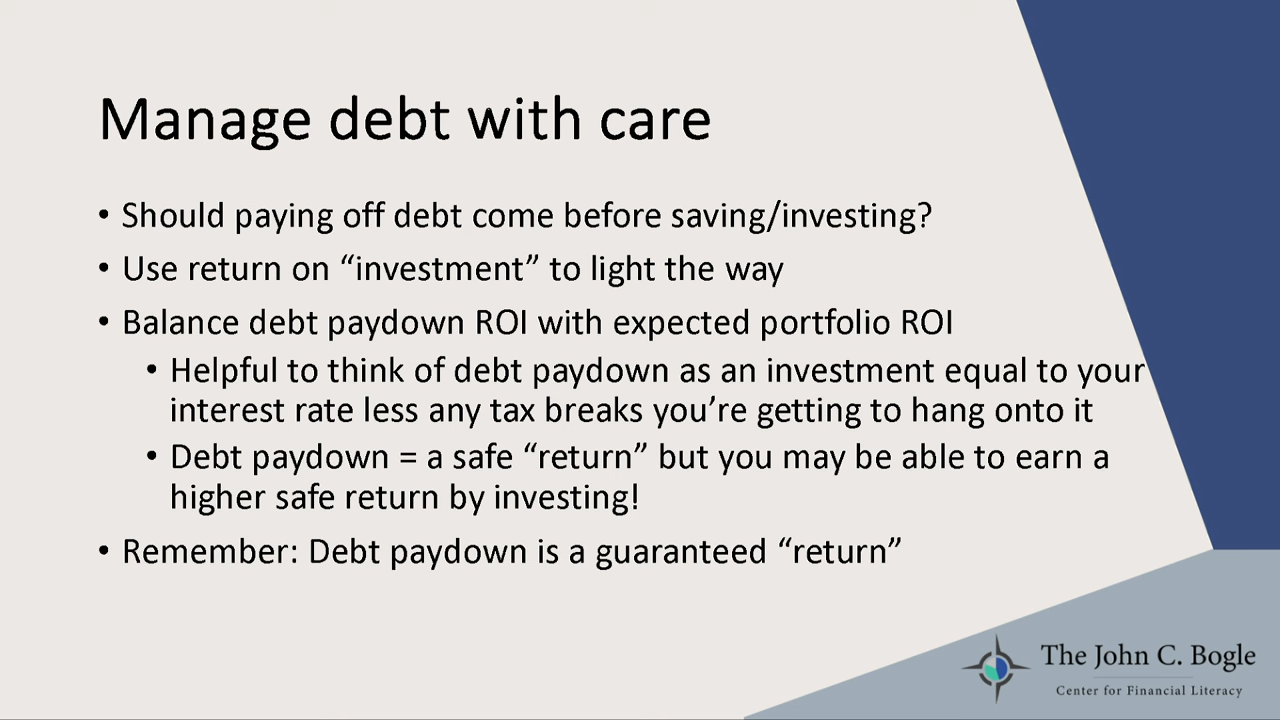 Manage debt with care
• Should paying off debt come before saving/investing?
• Use return on “investment” to light the way
• Balance debt paydown ROI with expected portfolio ROI
• Helpful to think of debt paydown as an investment equal to your
interest rate less any tax breaks you’re getting to hang onto it
• Debt paydown = a safe “return” but you may be able to earn a
higher safe return by investing!
• Remember: Debt paydown is a guaranteed “return”
The John C. Bogle
Center for Financial Literacy